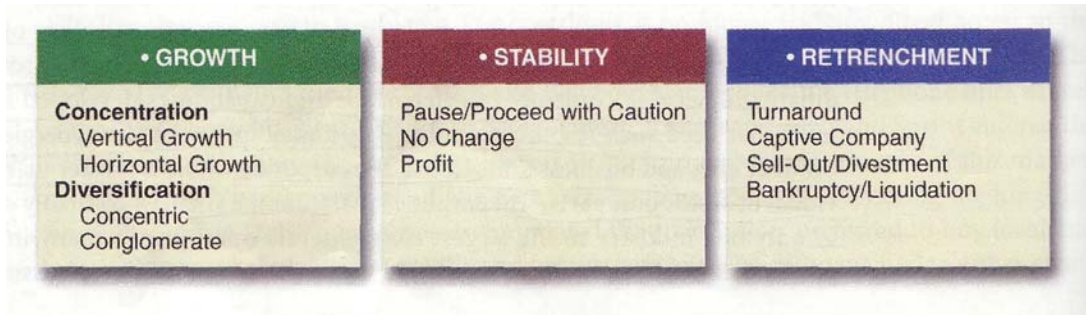 • GROWTH
Concentration
Vertical Growth
Horizontal Growth
Diversification
Concentric
Conglomerate
• STABILITY
Pause/Proceed with Caution
No Change
Profit
• RETRENCHMENT
Turnaround
Captive Company
Sell-Out/Divestment
Bankruptcy/Liquidation